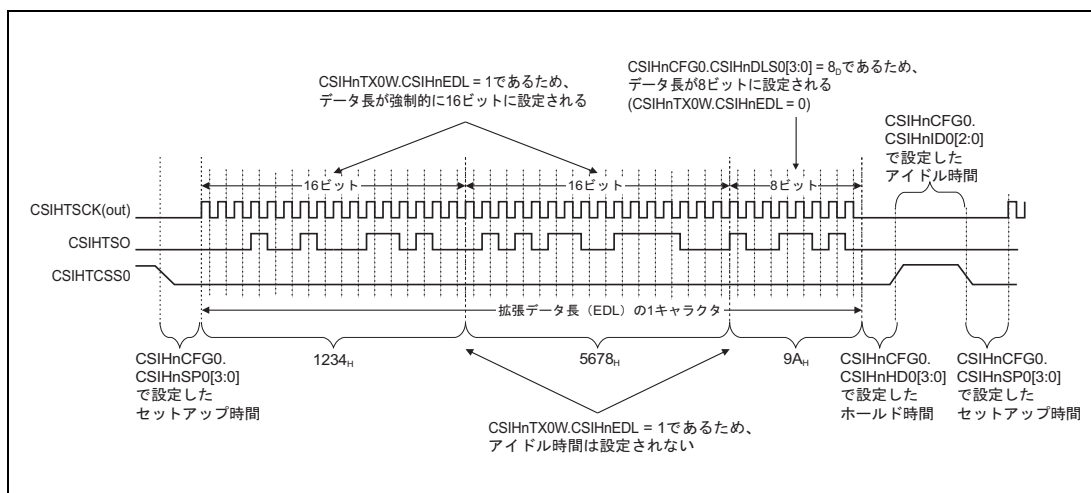 CSIHnTX0W.CSIHnEDL = 1であるため、
データ長が強制的に16ビットに設定される
CSIHnCFG0.CSIHnDLS0[3:0] = 8Dであるため、
データ長が8ビットに設定される
(CSIHnTX0W.CSIHnEDL = 0)
CSIHnCFG0.
CSIHnID0[2:0]
で設定した
アイドル時間
16ビット
16ビット
8ビット
CSIHTSCK(out)
CSIHTSO
CSIHTCSS0
拡張データ長（EDL）の1キャラクタ
CSIHnCFG0.
CSIHnSP0[3:0]
で設定した
セットアップ時間
1234H
5678H
9AH
CSIHnCFG0.
CSIHnHD0[3:0]
で設定した
ホールド時間
CSIHnCFG0.
CSIHnSP0[3:0]
で設定した
セットアップ時間
CSIHnTX0W.CSIHnEDL = 1であるため、
アイドル時間は設定されない